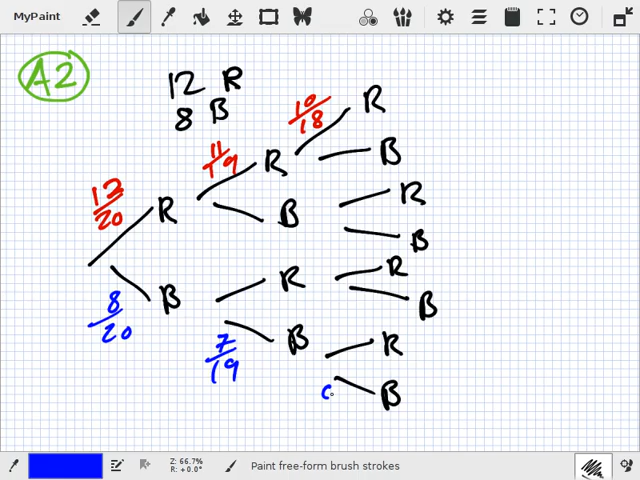 MyPaint
A2
12 R
8 B
10/18
R
11/19
R
B
12/20
R
B
R
B
R
R
B
8/20
B
B
7/19
B
R
B
Z: 66.7%
R: +0.0°
Paint free-form brush strokes